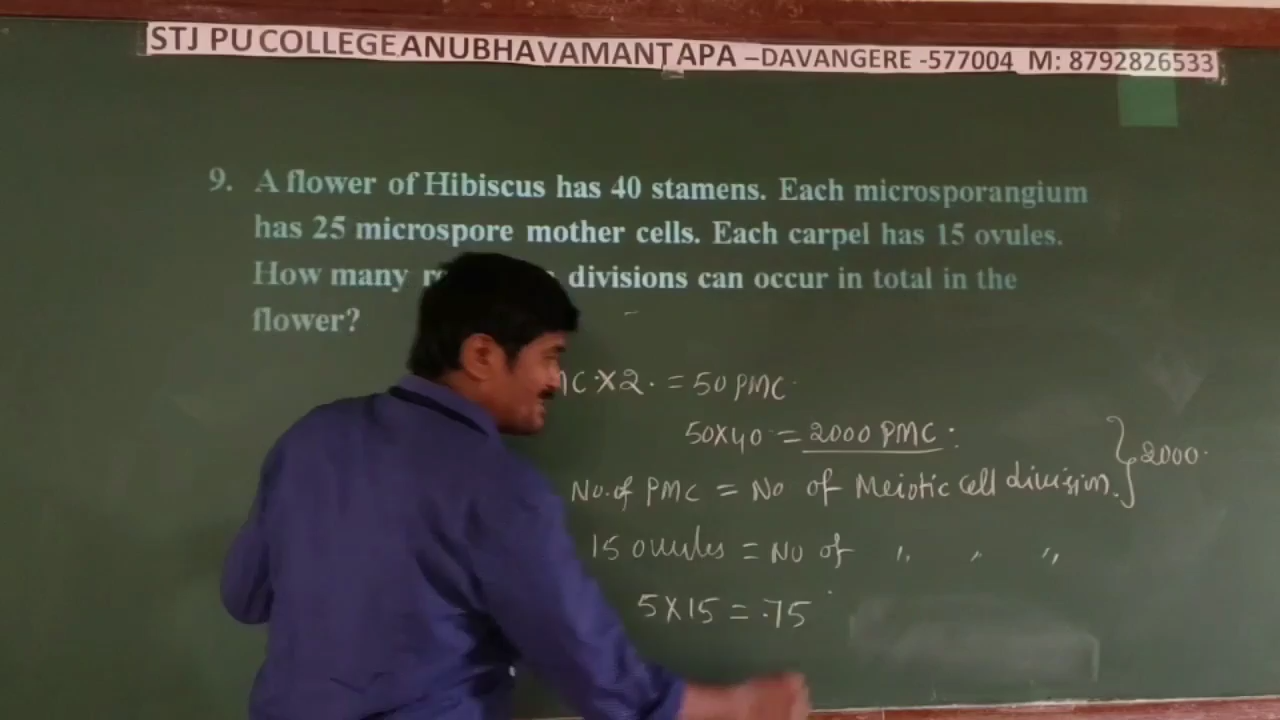 STJ PU COLLEGE ANUBHAVAMANTAPA –DAVANGERE -577004 M: 8792826533
9. A flower of Hibiscus has 40 stamens. Each microsporangium
has 25 microspore mother cells. Each carpel has 15 ovules.
How many divisions can occur in total in the
flower?
×2. = 50 PMC
50×40 = 2000 PMC.
No. of PMC = No of Meiotic cell division. } 2000.
15 ovules = No of " " "
5×15 = 75